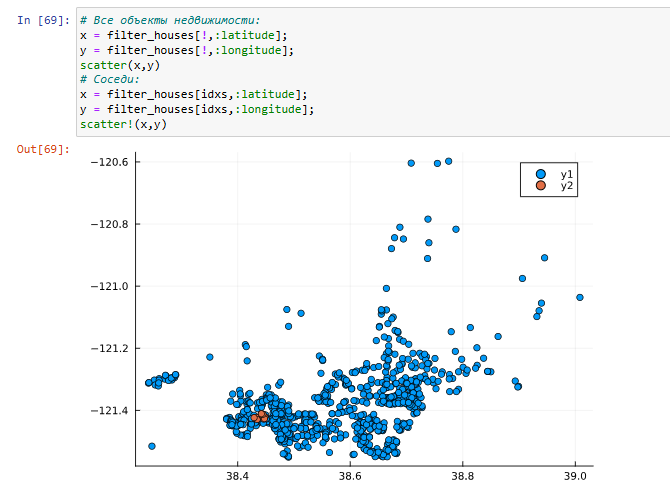 In [69]:
# Все объекты недвижимости:
x = filter_houses[!,:latitude];
y = filter_houses[!,:longitude];
scatter(x,y)
# Соседи:
x = filter_houses[idxs,:latitude];
y = filter_houses[idxs,:longitude];
scatter!(x,y)
Out[69]:
−120.6
−120.8
−121.0
−121.2
−121.4
y1
y2
38.4
38.6
38.8
39.0